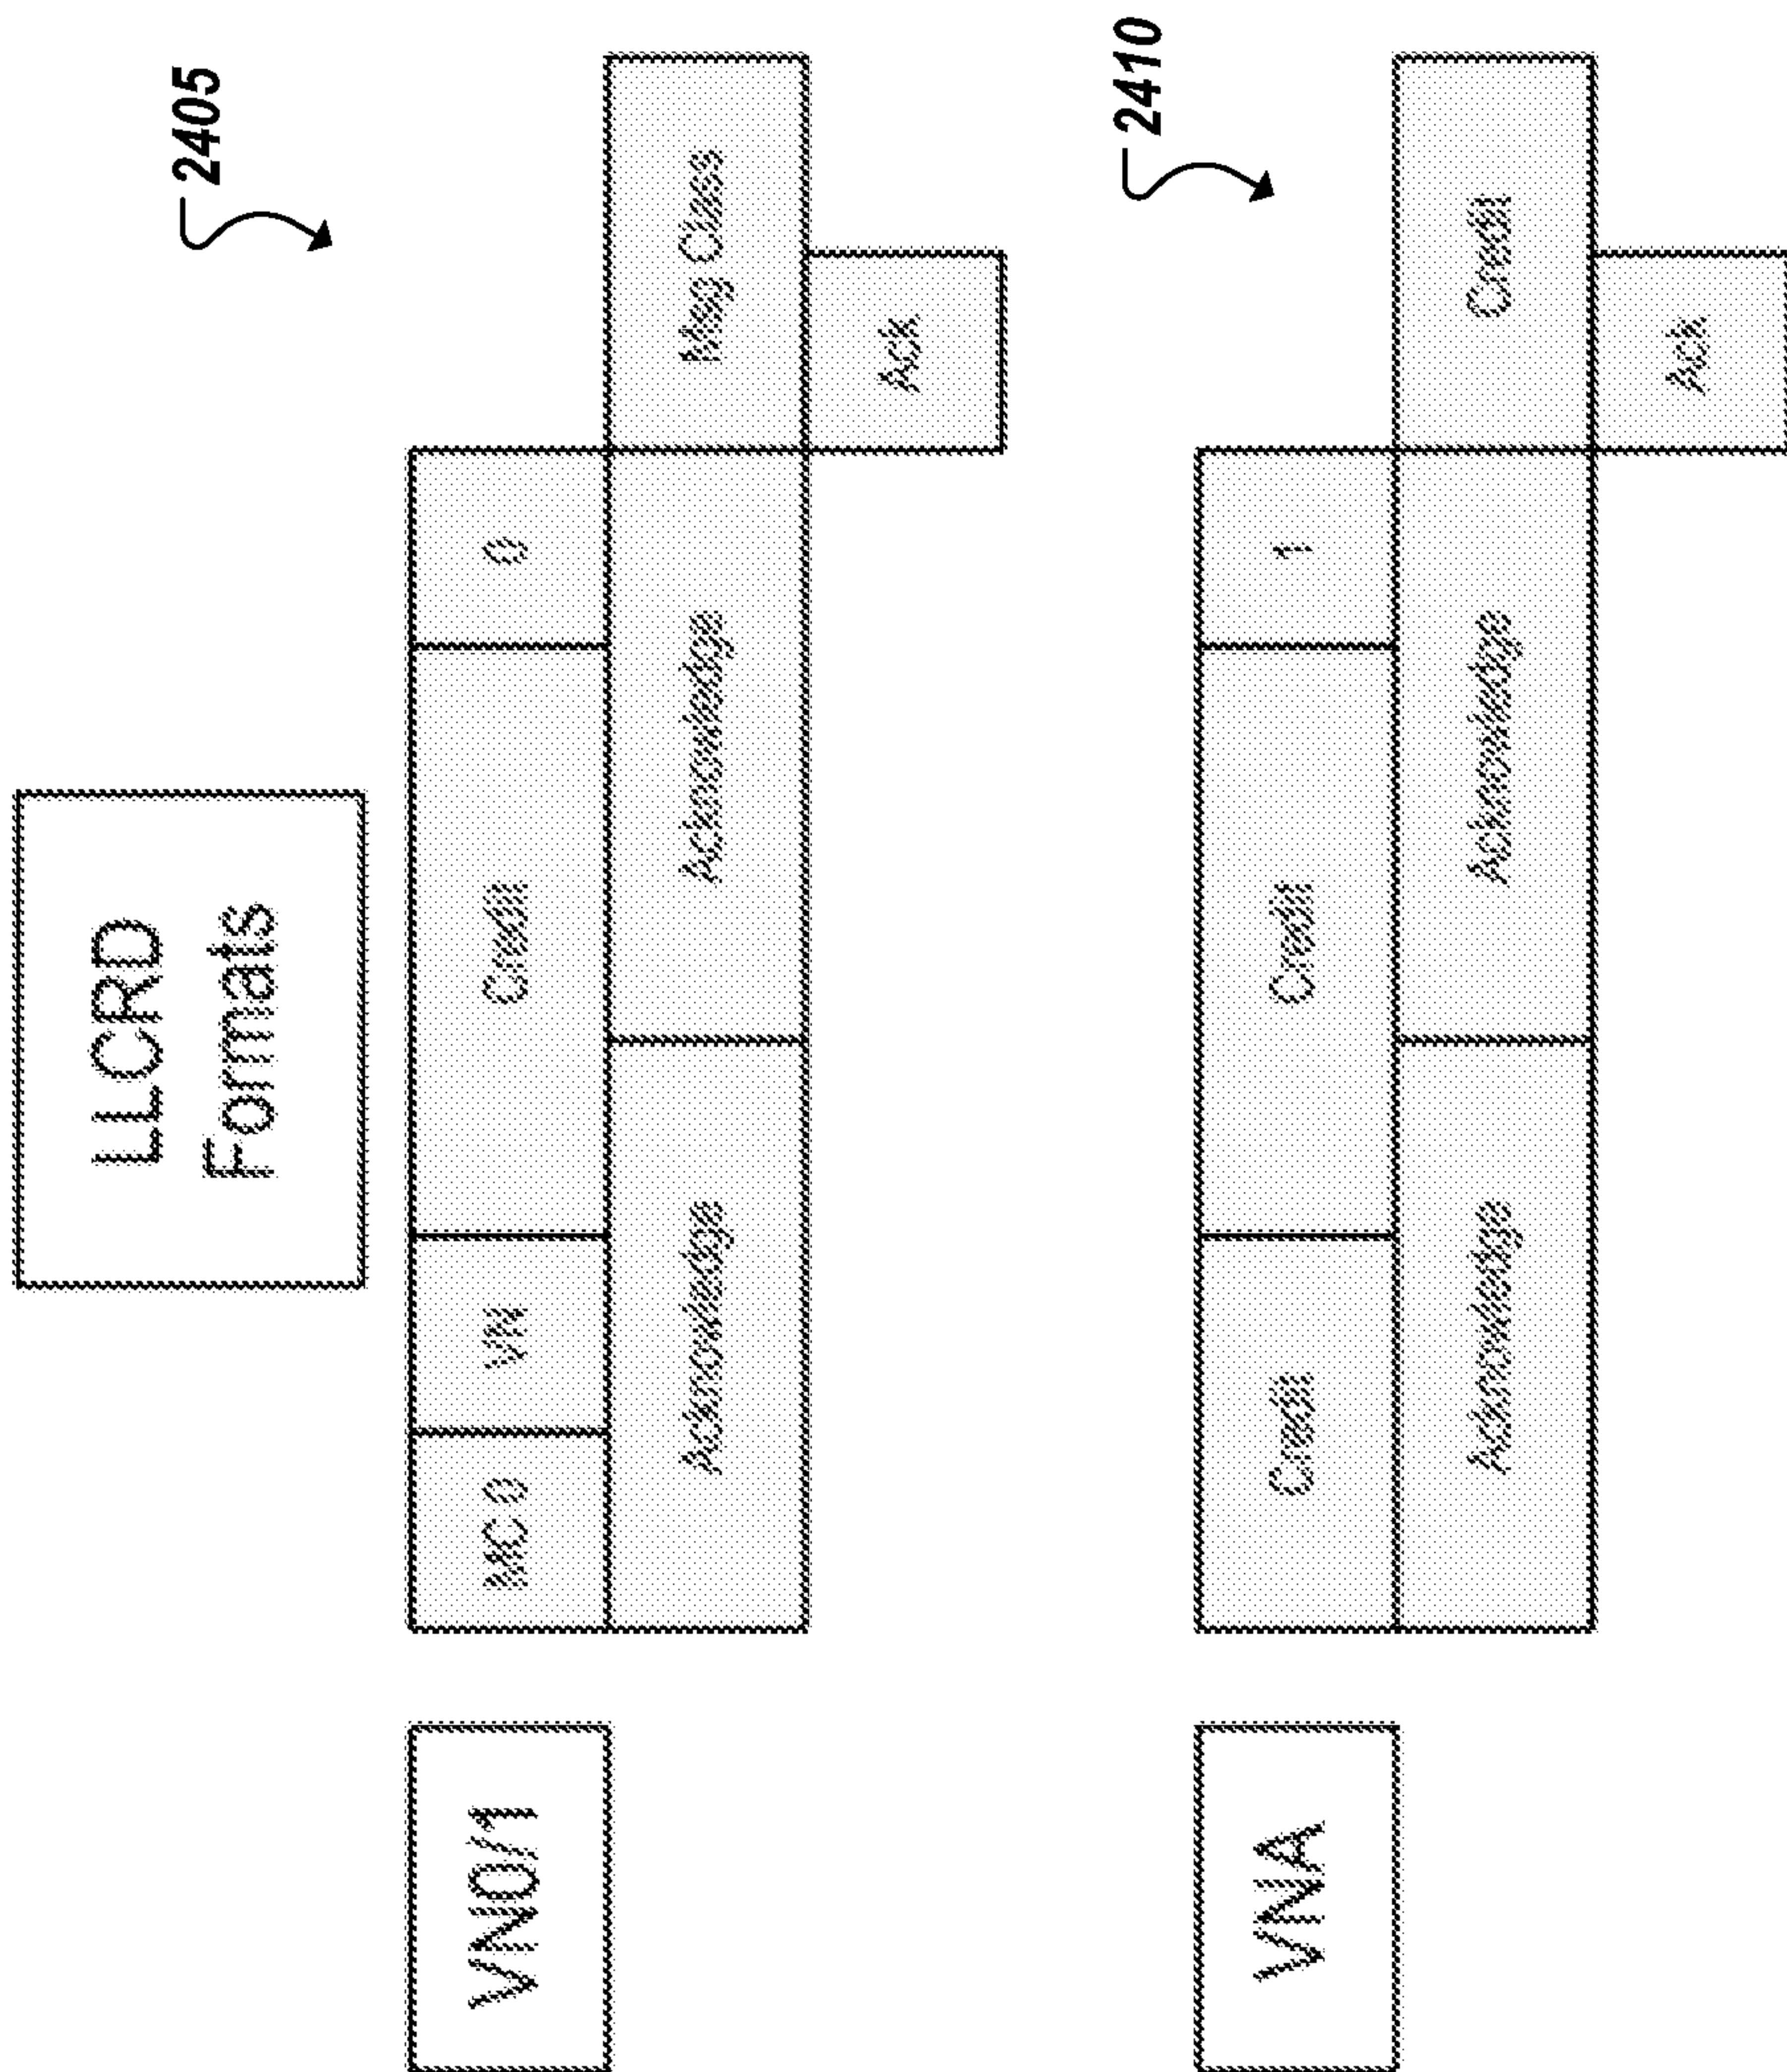 LLCRD
Formats
2405
VN0/1
MC 0 VN Credit 0
Acknowledge Acknowledge Msg Class
Ack
2410
VNA
Credit Credit 1
Acknowledge Acknowledge Credit
Ack